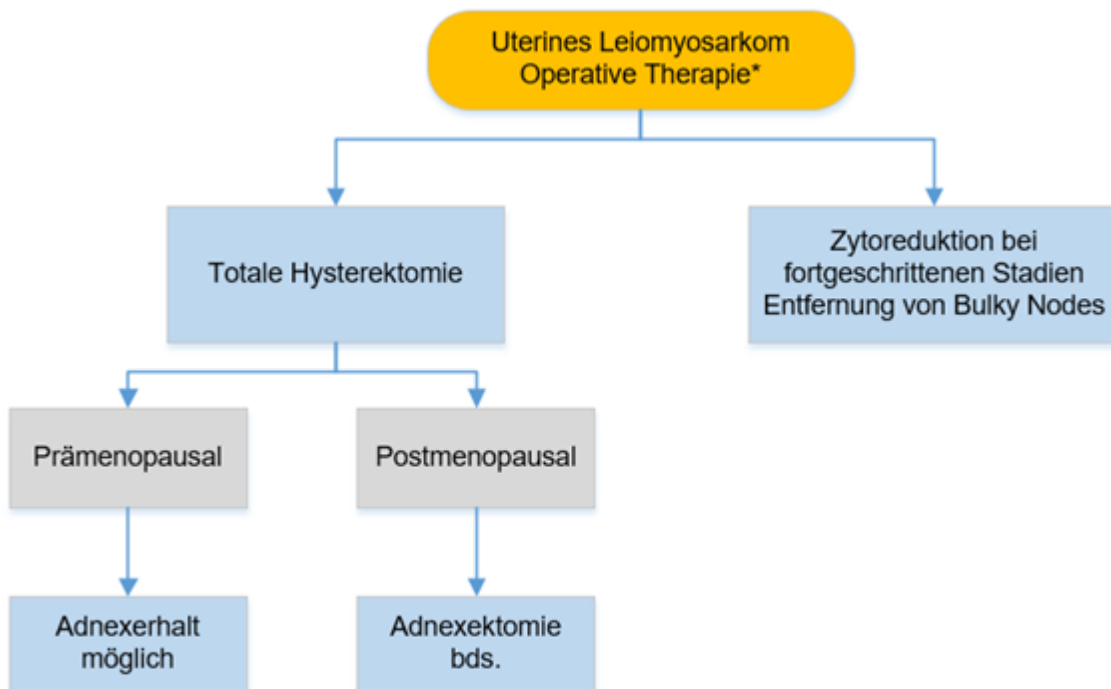 Uterines Leiomyosarkom
Operative Therapie*
Totale Hysterektomie
Zytoreduktion bei
fortgeschrittenen Stadien
Entfernung von Bulky Nodes
Prämenopausal
Postmenopausal
Adnexerhalt
möglich
Adnexektomie
bds.